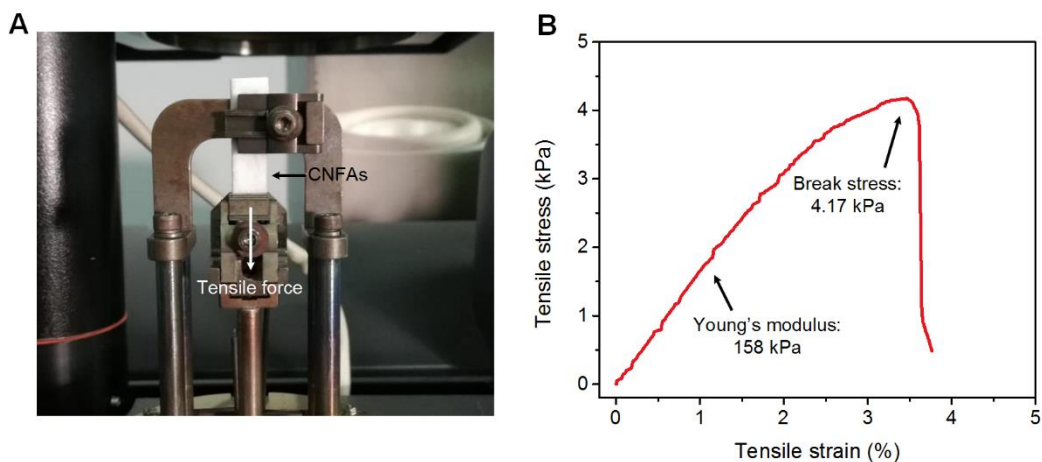 A
CNFAs
Tensile force
B
5
4
3
2
1
0
Tensile stress (kPa)
Break stress:
4.17 kPa
Young's modulus:
158 kPa
0 1 2 3 4 5
Tensile strain (%)